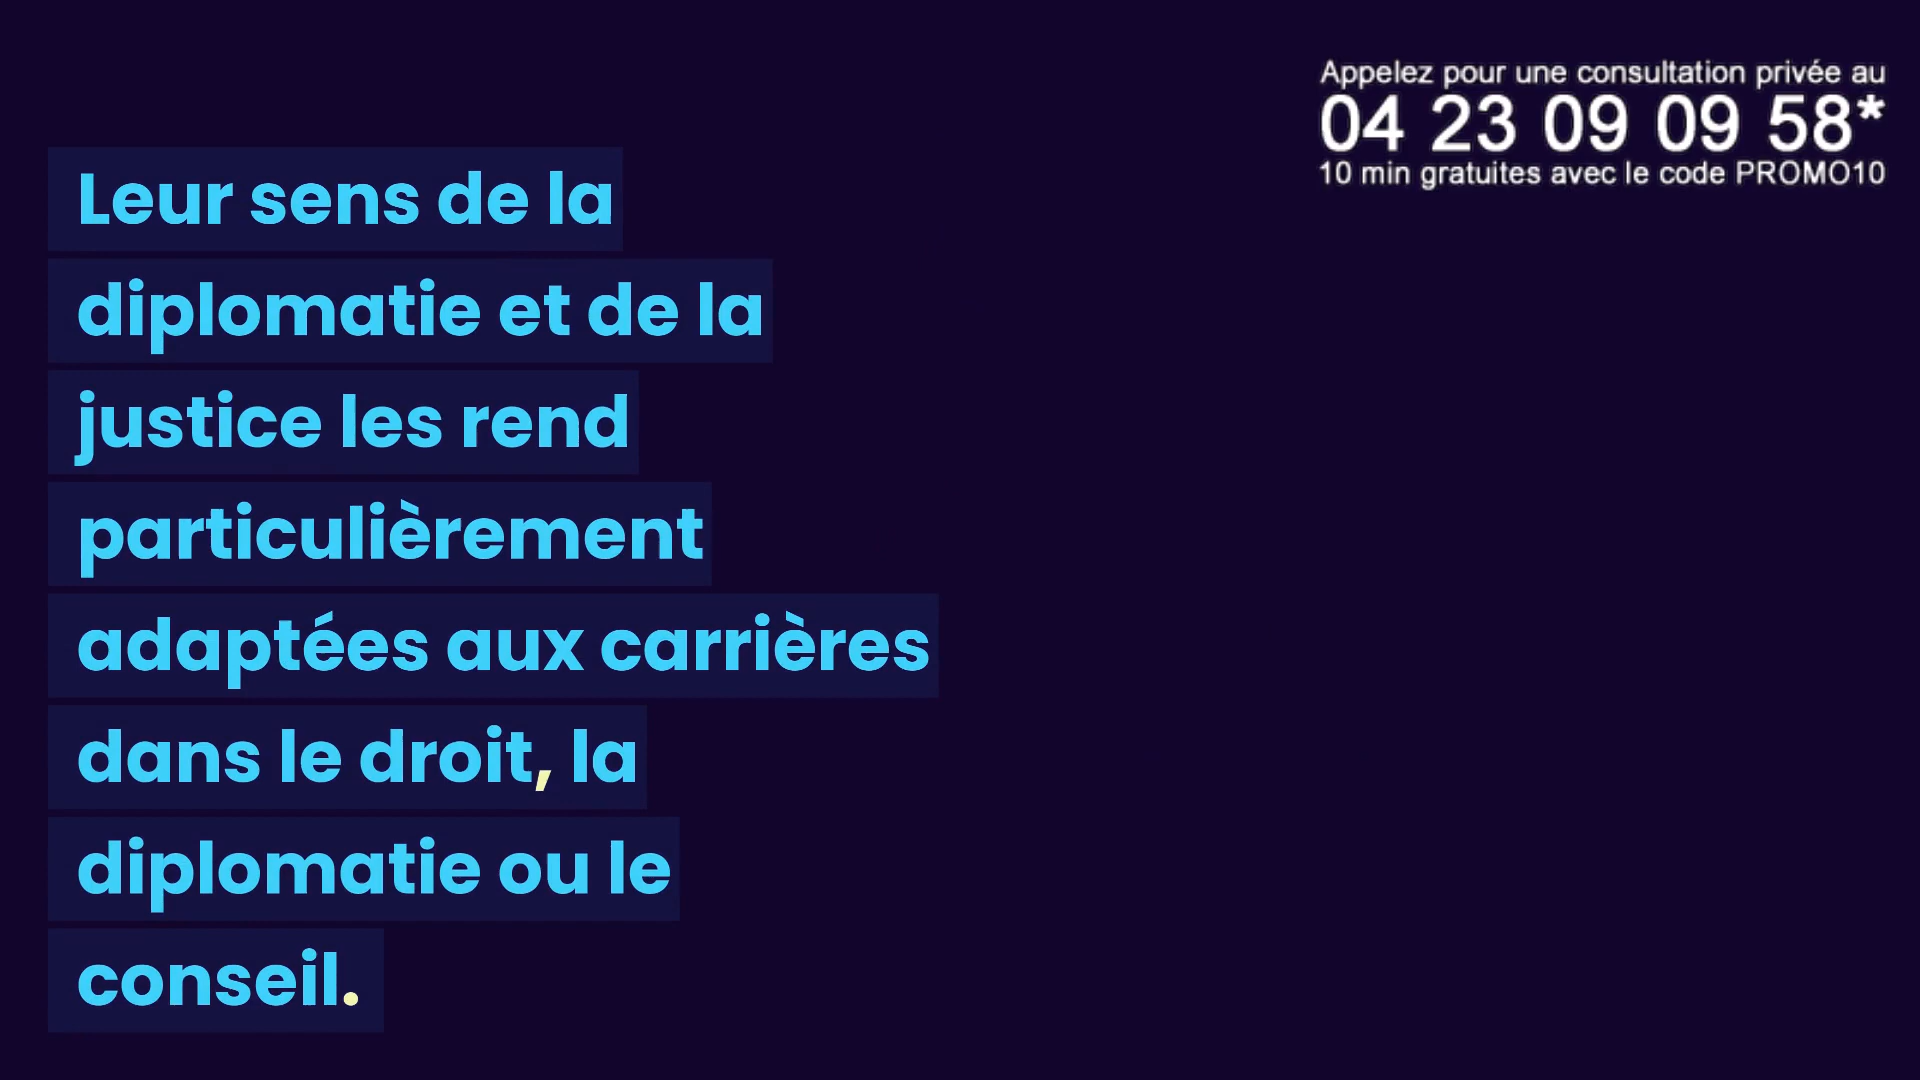 Appelez pour une consultation privée au
04 23 09 09 58*
10 min gratuites avec le code PROMO10
Leur sens de la
diplomatie et de la
justice les rend
particulièrement
adaptées aux carrières
dans le droit, la
diplomatie ou le
conseil.